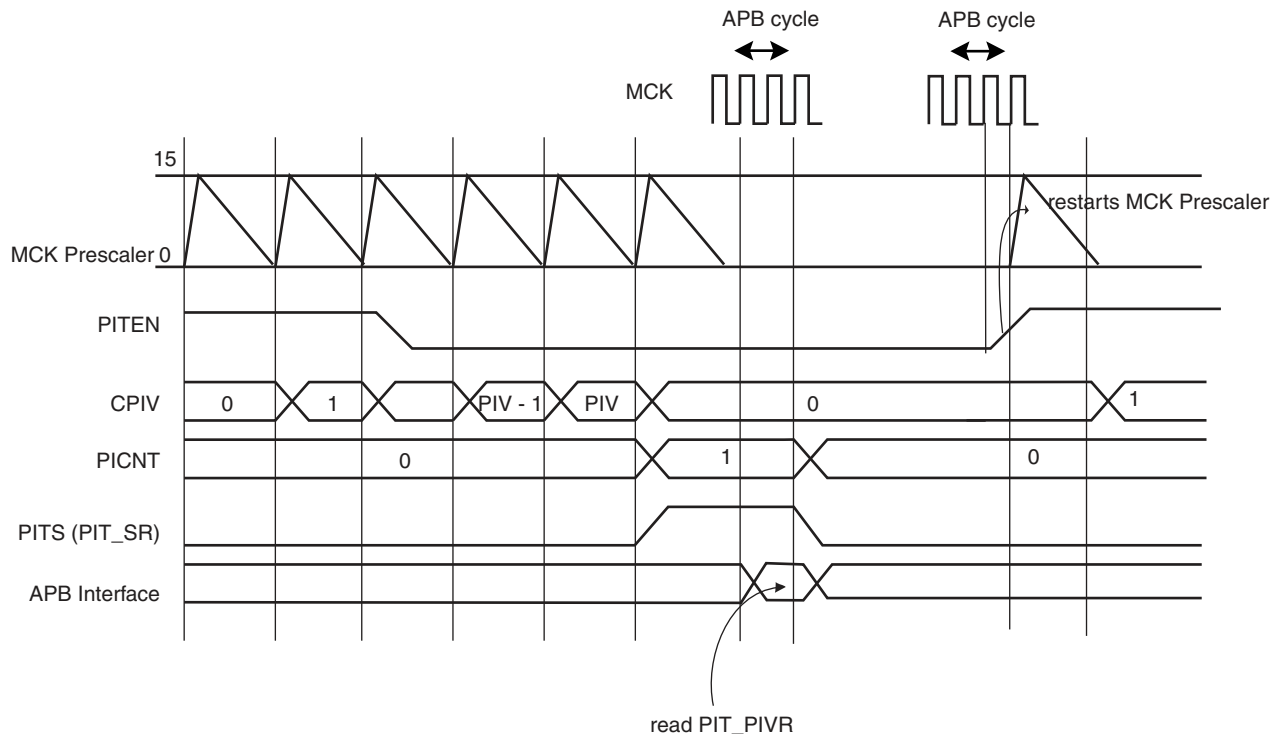 APB cycle APB cycle
MCK
15
restarts MCK Prescaler
MCK Prescaler 0
PITEN
CPIV 0 1 PIV - 1 PIV 0 1
PICNT 0 1 0
PITS (PIT_SR)
APB Interface
read PIT_PIVR